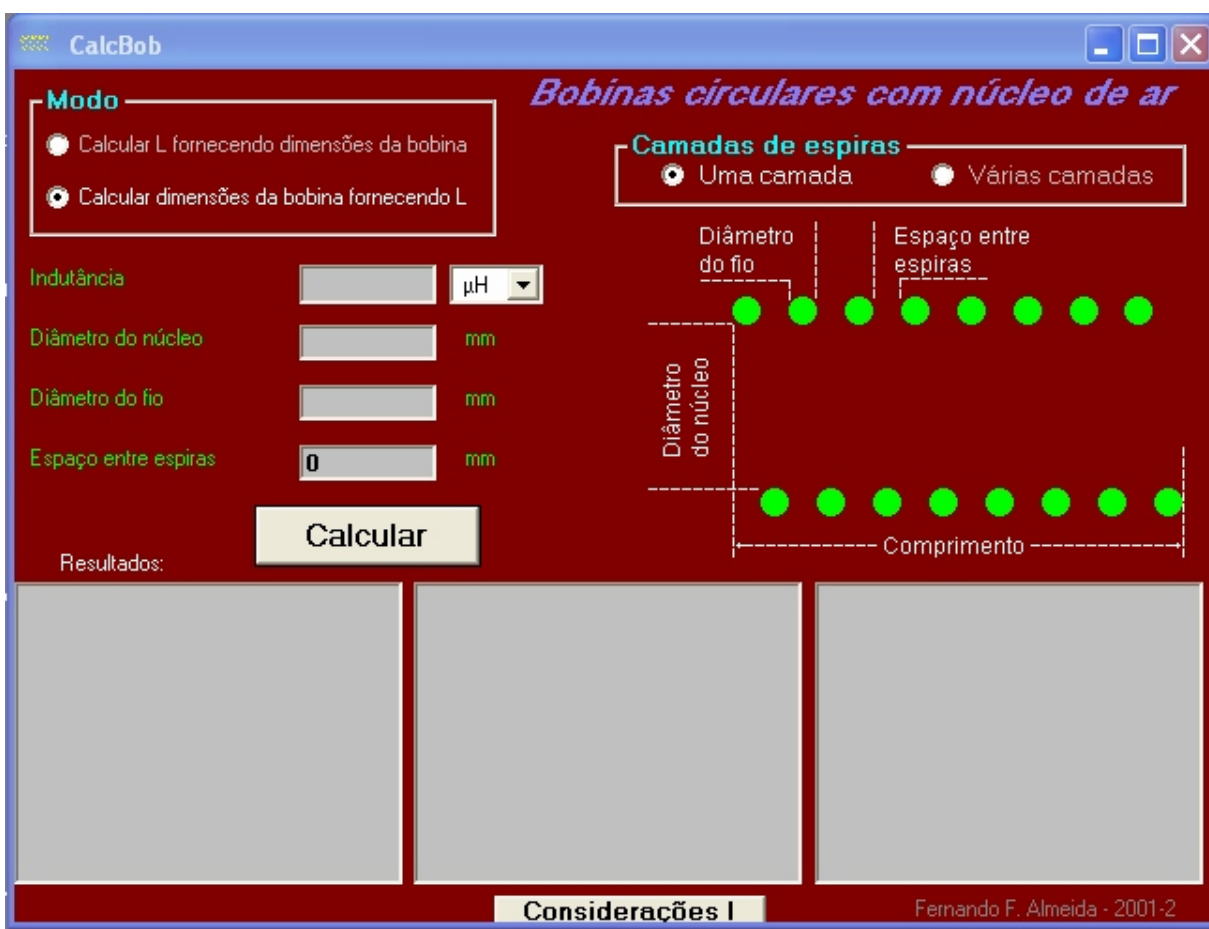 CalcBob
Bobinas circulares com núcleo de ar
Modo
Calcular L fornecendo dimensões da bobina
Calcular dimensões da bobina fornecendo L
Camadas de espiras
Uma camada
Várias camadas
Indutância
µH
Diâmetro do núcleo
mm
Diâmetro do fio
mm
Espaço entre espiras
0
mm
Calcular
Diâmetro
do fio
Espaço entre
espiras
Diâmetro
do núcleo
Comprimento
Resultados:
Considerações I
Fernando F. Almeida - 2001-2